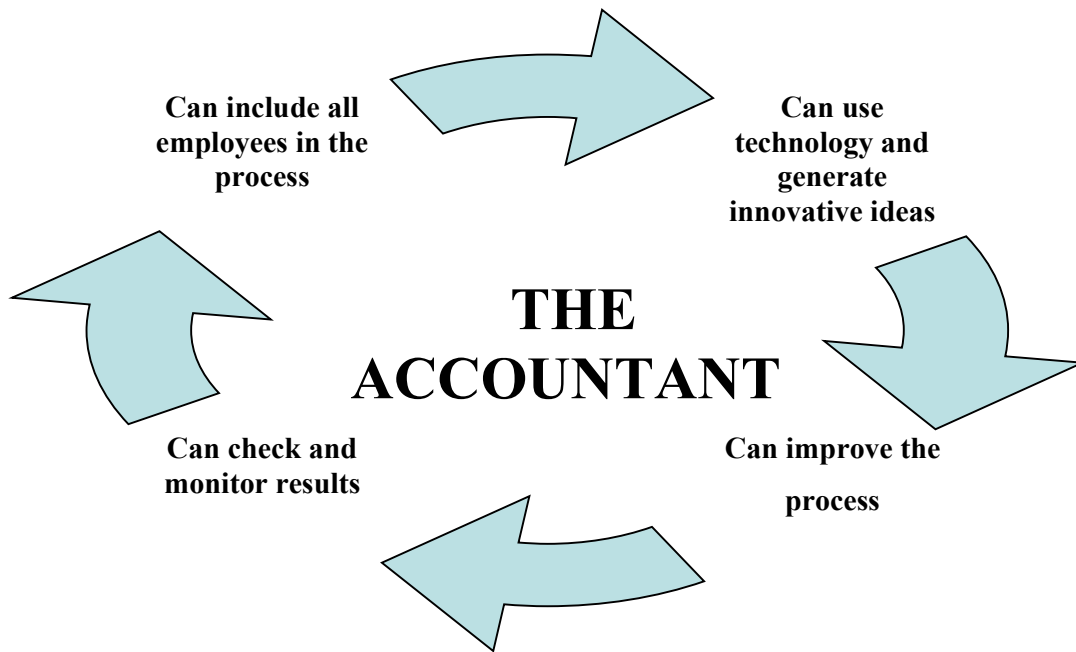 Can include all
employees in the
process
Can use
technology and
generate
innovative ideas
THE
ACCOUNTANT
Can check and
monitor results
Can improve the
process